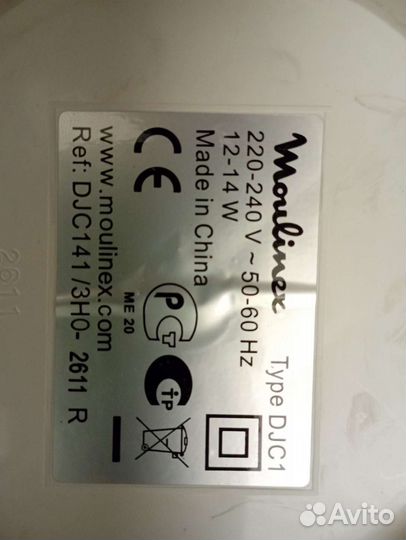 Moulinex Type DJC1
220-240 V ~ 50-60 Hz
12-14 W
Made in China
CE
ME 20
www.moulinex.com
Ref: DJC141/3H0- 2611 R
2611
Avito